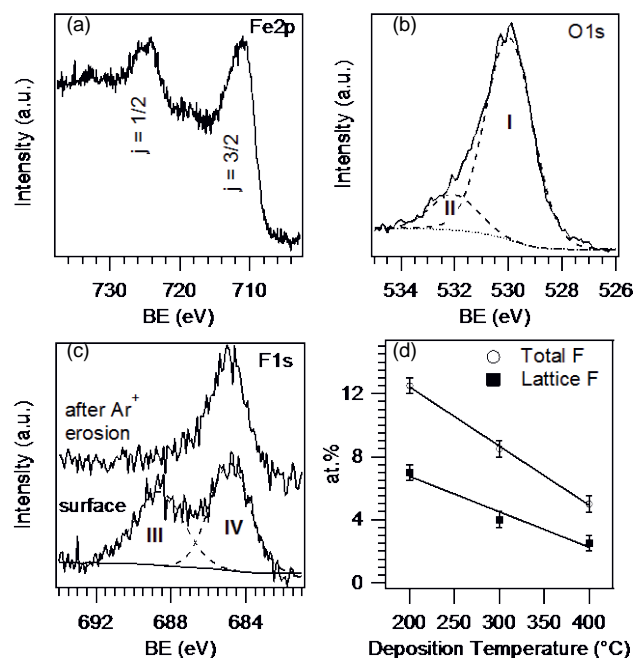 (a)
Fe2p
j = 1/2
j = 3/2
Intensity (a.u.)
730
720
710
BE (eV)
(b)
O1s
I
II
Intensity (a.u.)
534
532
530
528
526
BE (eV)
(c)
F1s
after Ar+
erosion
surface
III
IV
Intensity (a.u.)
692
688
684
BE (eV)
(d)
Total F
Lattice F
at.%
12
8
4
0
200
250
300
350
400
Deposition Temperature (°C)